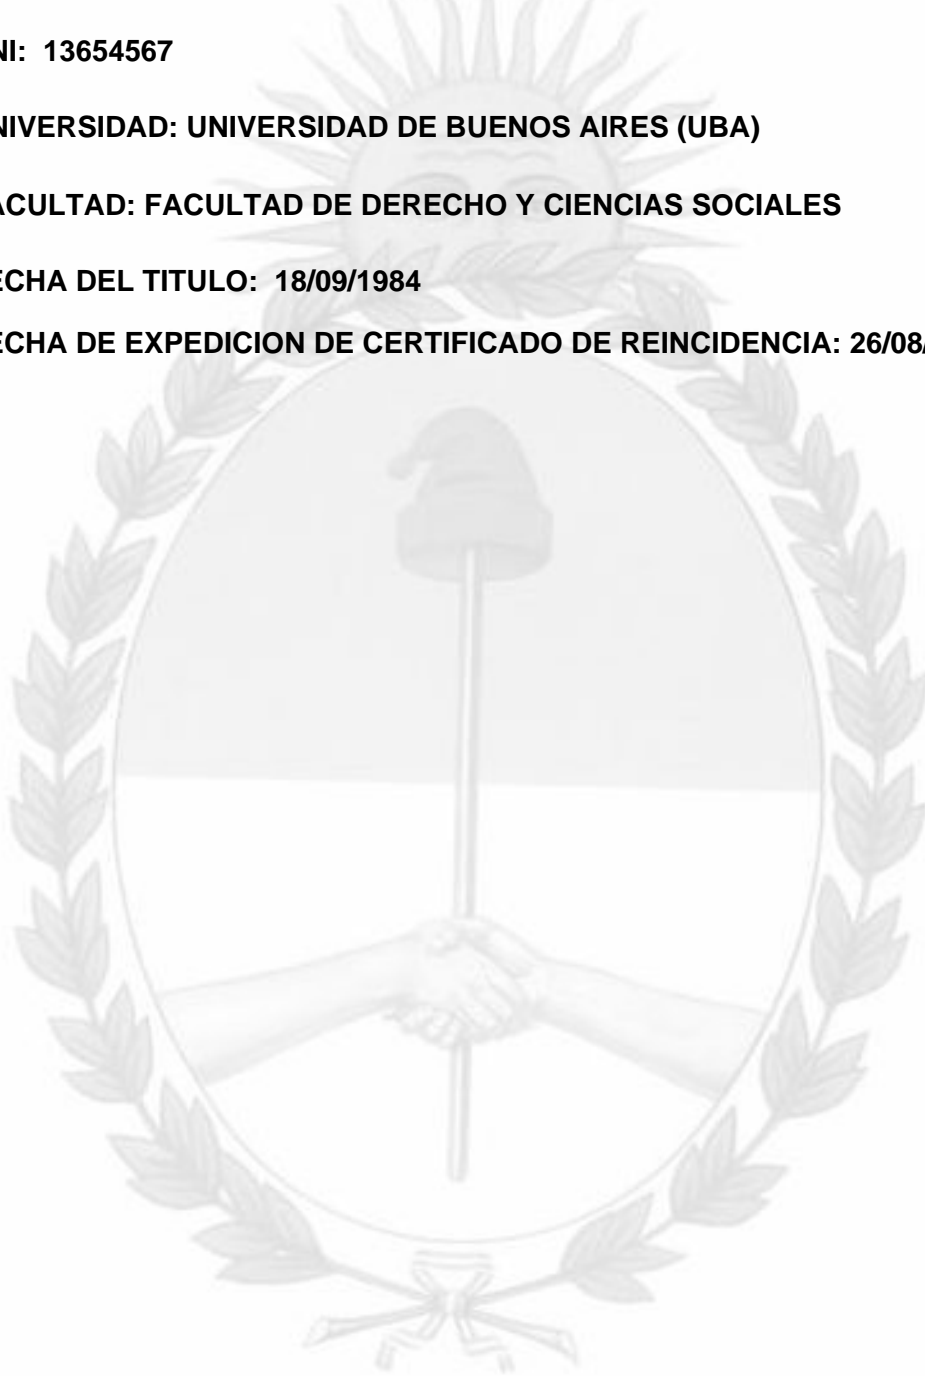 NI: 13654567
NIVERSIDAD: UNIVERSIDAD DE BUENOS AIRES (UBA)
ACULTAD: FACULTAD DE DERECHO Y CIENCIAS SOCIALES
ECHA DEL TITULO: 18/09/1984
ECHA DE EXPEDICION DE CERTIFICADO DE REINCIDENCIA: 26/08/